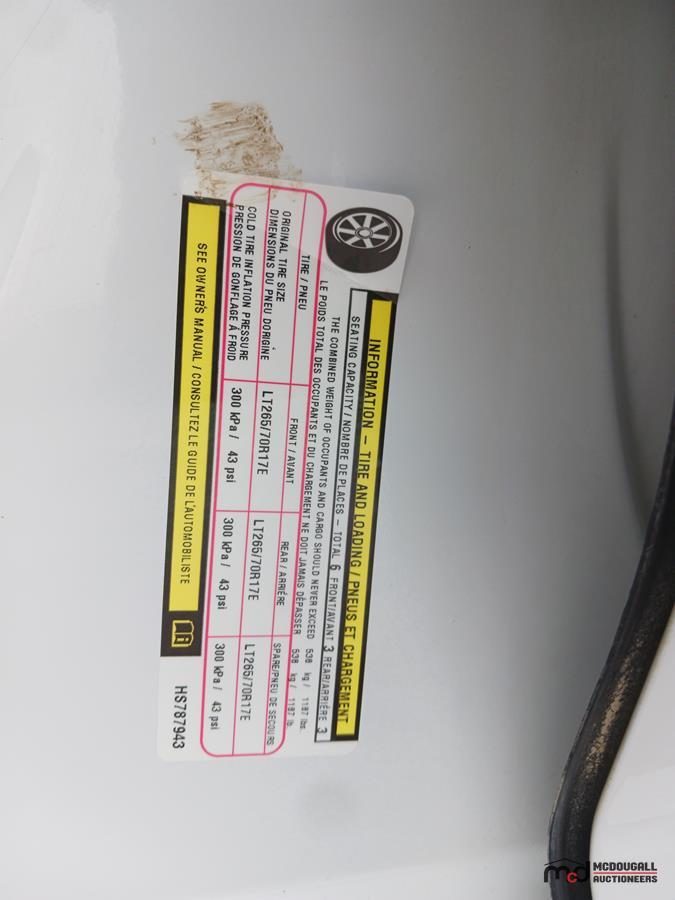 INFORMATION – TIRE AND LOADING / PNEUS ET CHARGEMENT
SEATING CAPACITY / NOMBRE DE PLACES – TOTAL 6 FRONT/AVANT 3 REAR/ARRIÈRE 3
THE COMBINED WEIGHT OF OCCUPANTS AND CARGO SHOULD NEVER EXCEED 538 kg / 1187 lbs.
LE POIDS TOTAL DES OCCUPANTS ET DU CHARGEMENT NE DOIT JAMAIS DÉPASSER 538 kg / 1187 lb.
TIRE / PNEU FRONT / AVANT REAR / ARRIÈRE SPARE/PNEU DE SECOURS
ORIGINAL TIRE SIZE
DIMENSIONS DU PNEU D'ORIGINE LT265/70R17E LT265/70R17E LT265/70R17E
COLD TIRE INFLATION PRESSURE
PRESSION DE GONFLAGE À FROID 300 kPa / 43 psi 300 kPa / 43 psi 300 kPa / 43 psi
SEE OWNER'S MANUAL / CONSULTEZ LE GUIDE DE L'AUTOMOBILISTE
HS787943
mcd MCDOUGALL
AUCTIONEERS